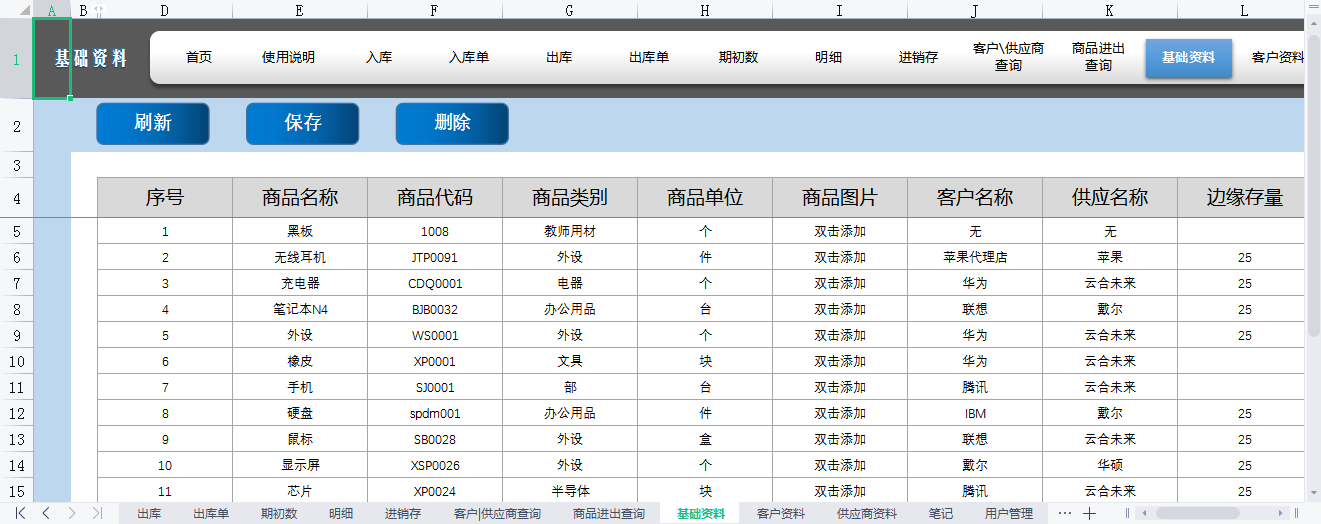 A B D E F G H I J K L
1 基础资料 首页 使用说明 入库 入库单 出库 出库单 期初数 明细 进销存 客户\供应商查询 商品进出查询 基础资料 客户资料
2 刷新 保存 删除
3
4 序号 商品名称 商品代码 商品类别 商品单位 商品图片 客户名称 供应名称 边缘存量
5 1 黑板 1008 教师用材 个 双击添加 无 无
6 2 无线耳机 JTP0091 外设 件 双击添加 苹果代理店 苹果 25
7 3 充电器 CDQ0001 电器 个 双击添加 华为 云合未来 25
8 4 笔记本N4 BJB0032 办公用品 台 双击添加 联想 戴尔 25
9 5 外设 WS0001 外设 个 双击添加 华为 云合未来 25
10 6 橡皮 XP0001 文具 块 双击添加 华为 云合未来
11 7 手机 SJ0001 部 台 双击添加 腾讯 云合未来
12 8 硬盘 spdm001 办公用品 件 双击添加 IBM 戴尔 25
13 9 鼠标 SB0028 外设 盒 双击添加 联想 云合未来 25
14 10 显示屏 XSP0026 外设 个 双击添加 戴尔 华硕 25
15 11 芯片 XP0024 半导体 块 双击添加 腾讯 云合未来 25
出库 出库单 期初数 明细 进销存 客户|供应商查询 商品进出查询 基础资料 客户资料 供应商资料 笔记 用户管理 ···